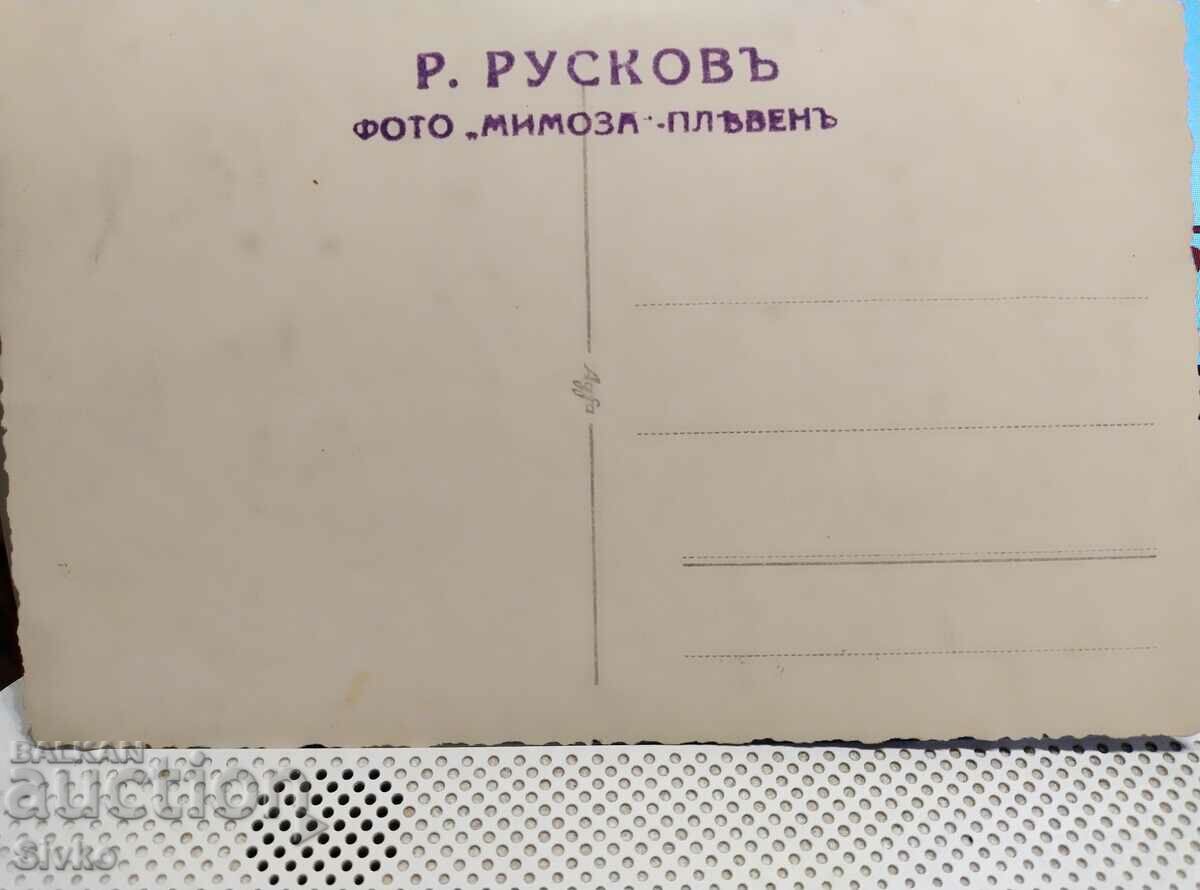 Р. РУСКОВЪ
ФОТО „МИМОЗА"-ПЛѢВЕНЪ
Agfa
BALKAN
auction
Sivko